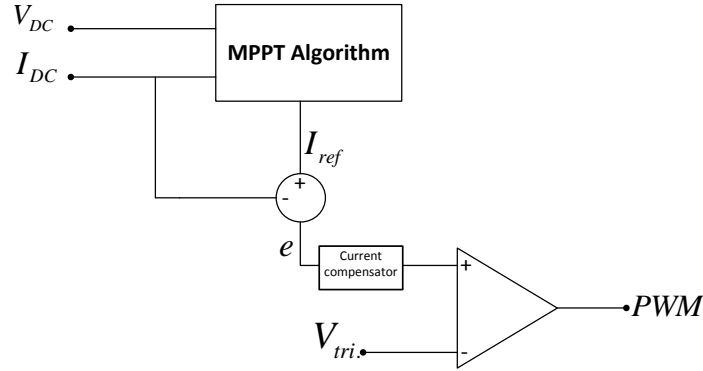 V_DC
MPPT Algorithm
I_DC
I_ref
+
-
e
Current
compensator
+
PWM
V_tri.
-